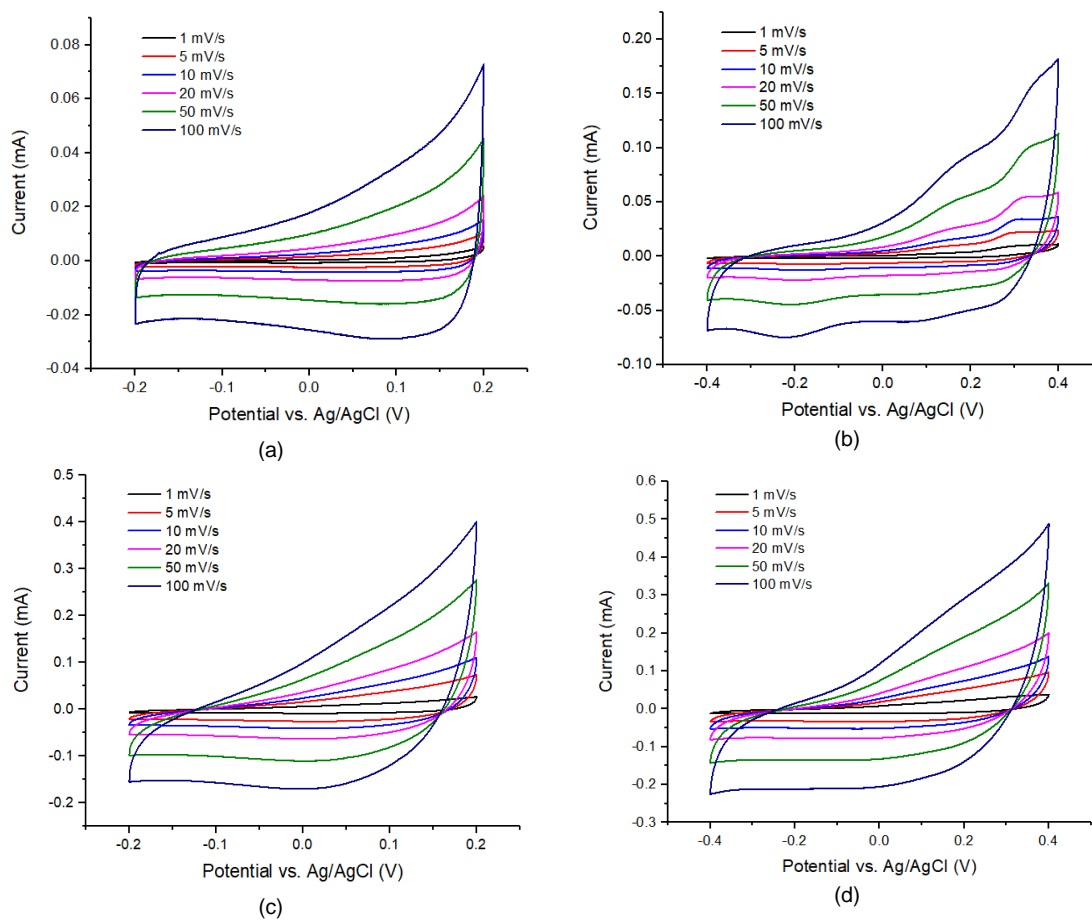 0.08
0.06
0.04
0.02
0.00
-0.02
-0.04
Current (mA)
1 mV/s
5 mV/s
10 mV/s
20 mV/s
50 mV/s
100 mV/s
-0.2
-0.1
0.0
0.1
0.2
Potential vs. Ag/AgCl (V)
(a)
0.20
0.15
0.10
0.05
0.00
-0.05
-0.10
Current (mA)
1 mV/s
5 mV/s
10 mV/s
20 mV/s
50 mV/s
100 mV/s
-0.4
-0.2
0.0
0.2
0.4
Potential vs. Ag/AgCl (V)
(b)
0.5
0.4
0.3
0.2
0.1
0.0
-0.1
-0.2
Current (mA)
1 mV/s
5 mV/s
10 mV/s
20 mV/s
50 mV/s
100 mV/s
-0.2
-0.1
0.0
0.1
0.2
Potential vs. Ag/AgCl (V)
(c)
0.6
0.5
0.4
0.3
0.2
0.1
0.0
-0.1
-0.2
-0.3
Current (mA)
1 mV/s
5 mV/s
10 mV/s
20 mV/s
50 mV/s
100 mV/s
-0.4
-0.2
0.0
0.2
0.4
Potential vs. Ag/AgCl (V)
(d)